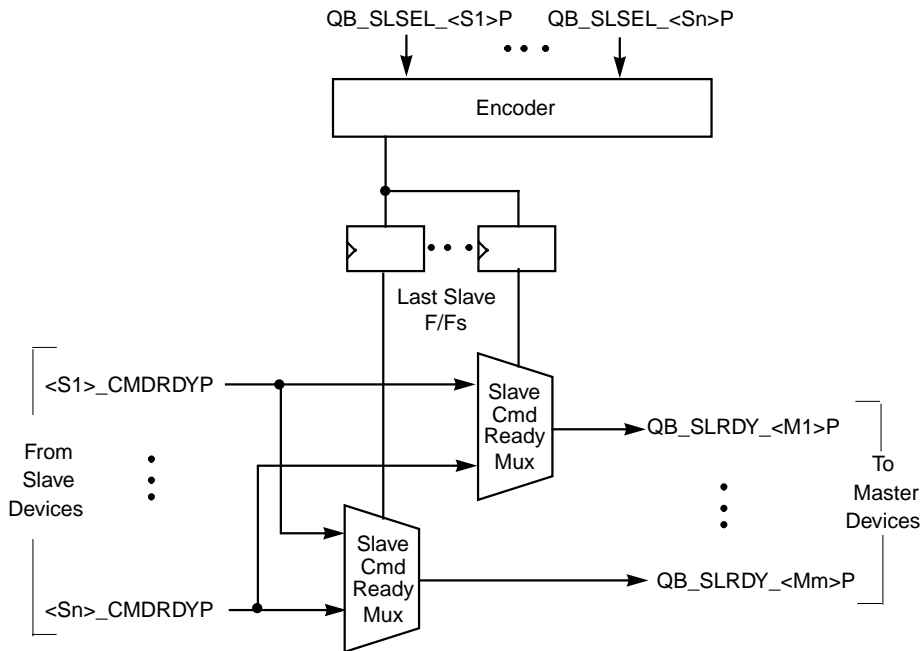 QB_SLSEL_<S1>P
QB_SLSEL_<Sn>P
Encoder
Last Slave
F/Fs
<S1>_CMDRDYP
Slave
Cmd
Ready
Mux
QB_SLRDY_<M1>P
From
Slave
Devices
To
Master
Devices
Slave
Cmd
Ready
Mux
<Sn>_CMDRDYP
QB_SLRDY_<Mm>P